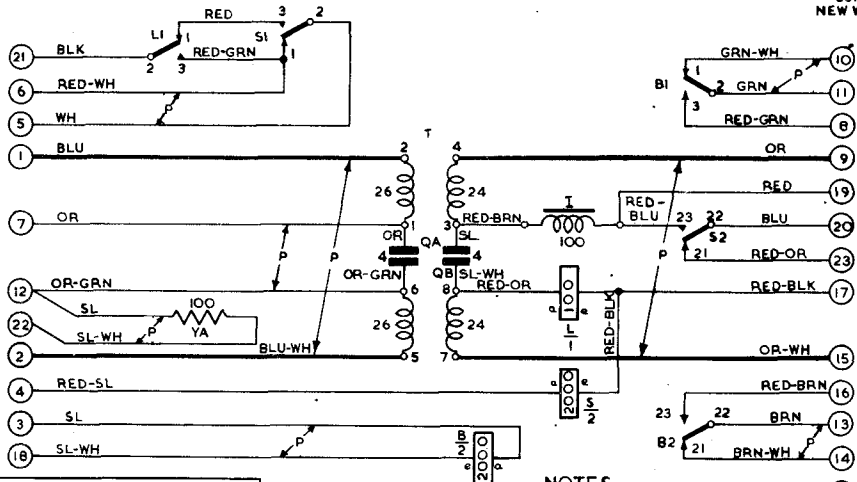 NEW W
RED
3 2
L1 1
S1
21 BLK
RED-GRN
2 3
1
6 RED-WH
P
5 WH
GRN-WH 10
1
P
B1 2 GRN 11
3
RED-GRN 8
T
1 BLU 2 4 OR 9
26 24
RED 19
I
RED-BLU
7 OR 1 3 RED-BRN 23 22 BLU 20
100
S2
OR QA SL
P P 4 4 P
21 RED-OR 23
OR-GRN QB SL-WH
12 OR-GRN 6 8 RED-OR RED-BLK 17
SL 100
P YA
22 SL-WH
26 24
L/1
RED-BLK
2 BLU-WH 5 7 OR-WH 15
4 RED-SL
S/2
RED-BRN 16
23 22 BRN 13
3 SL
P
B/2
B2 21
P
18 SL-WH
BRN-WH 14
NOTES